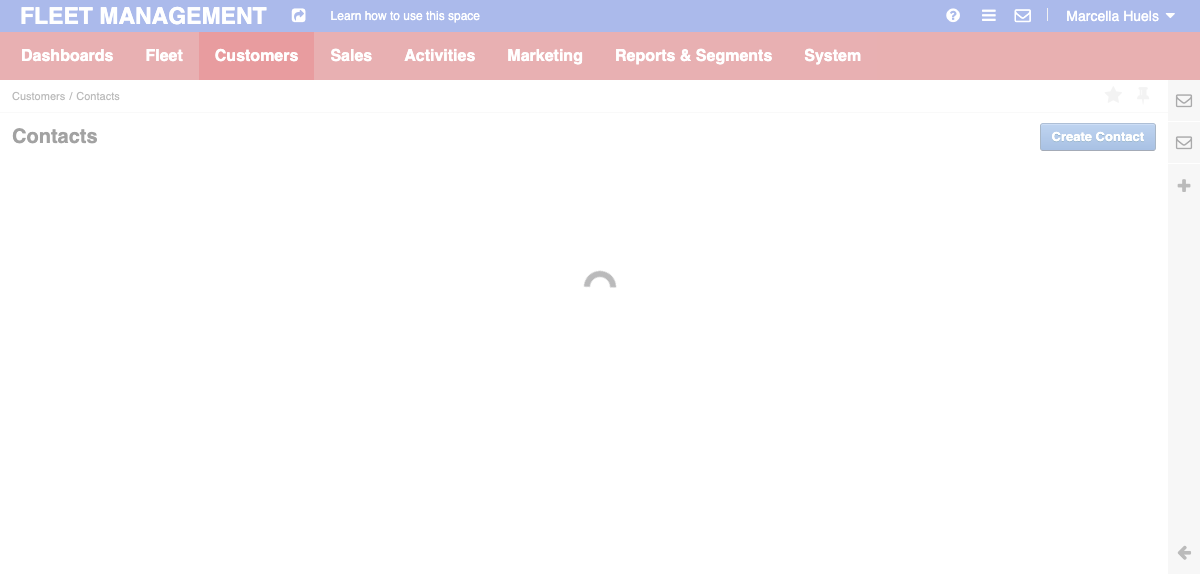 FLEET MANAGEMENT Learn how to use this space Marcella Huels
Dashboards Fleet Customers Sales Activities Marketing Reports & Segments System
Customers / Contacts
Contacts Create Contact